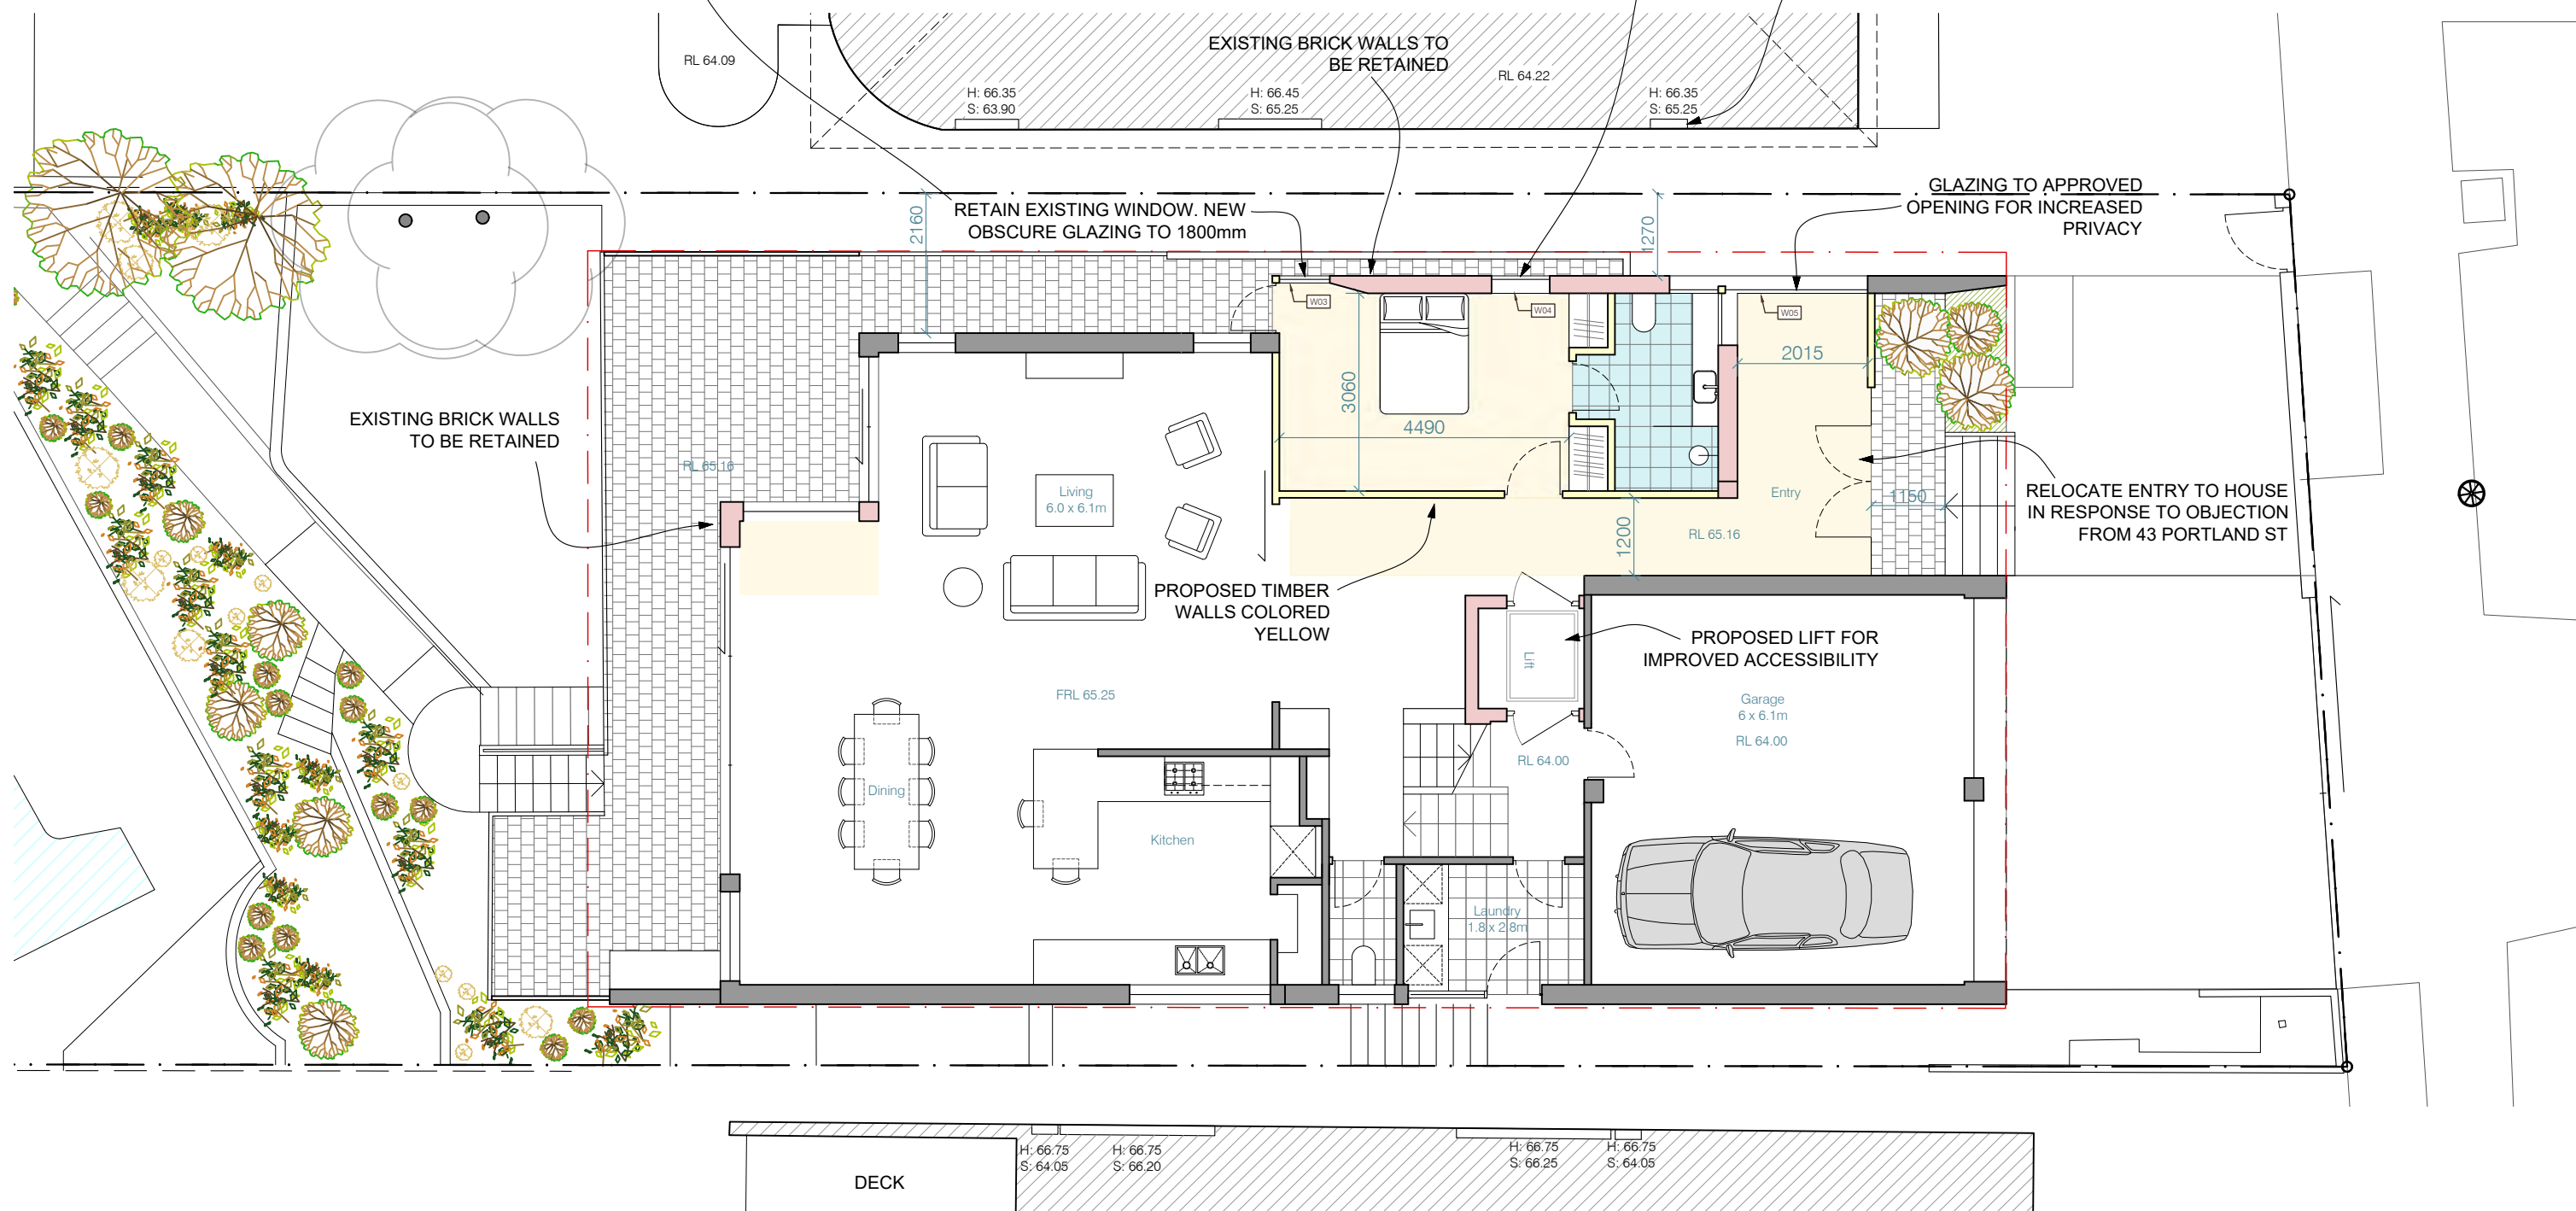 EXISTING BRICK WALLS TO
BE RETAINED
RL 64.09
RL 64.22
H: 66.35
S: 63.90
H: 66.45
S: 65.25
H: 66.35
S: 65.25
GLAZING TO APPROVED
OPENING FOR INCREASED
PRIVACY
RETAIN EXISTING WINDOW. NEW
OBSCURE GLAZING TO 1800mm
2160
1270
W03
W04
W05
2015
3060
4490
EXISTING BRICK WALLS
TO BE RETAINED
RL 65.16
Living
6.0 x 6.1m
Entry
1150
RELOCATE ENTRY TO HOUSE
IN RESPONSE TO OBJECTION
FROM 43 PORTLAND ST
1200
RL 65.16
PROPOSED TIMBER
WALLS COLORED
YELLOW
PROPOSED LIFT FOR
IMPROVED ACCESSIBILITY
Lift
FRL 65.25
Garage
6 x 6.1m
RL 64.00
RL 64.00
Dining
Kitchen
Laundry
1.8 x 2.8m
H: 66.75
S: 64.05
H: 66.75
S: 66.20
H: 66.75
S: 66.25
H: 66.75
S: 64.05
DECK